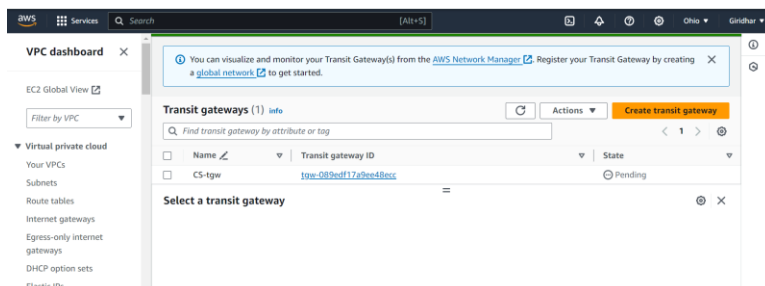 aws Services Search [Alt+S] Ohio Giridhar
VPC dashboard
EC2 Global View
Filter by VPC
Virtual private cloud
Your VPCs
Subnets
Route tables
Internet gateways
Egress-only internet
gateways
DHCP option sets
Elastic IPs
You can visualize and monitor your Transit Gateway(s) from the AWS Network Manager. Register your Transit Gateway by creating
a global network to get started.
Transit gateways (1) info
Actions
Create transit gateway
Find transit gateway by attribute or tag
1
Name Transit gateway ID State
CS-tgw tgw-089edf17a9ee48ecc Pending
Select a transit gateway